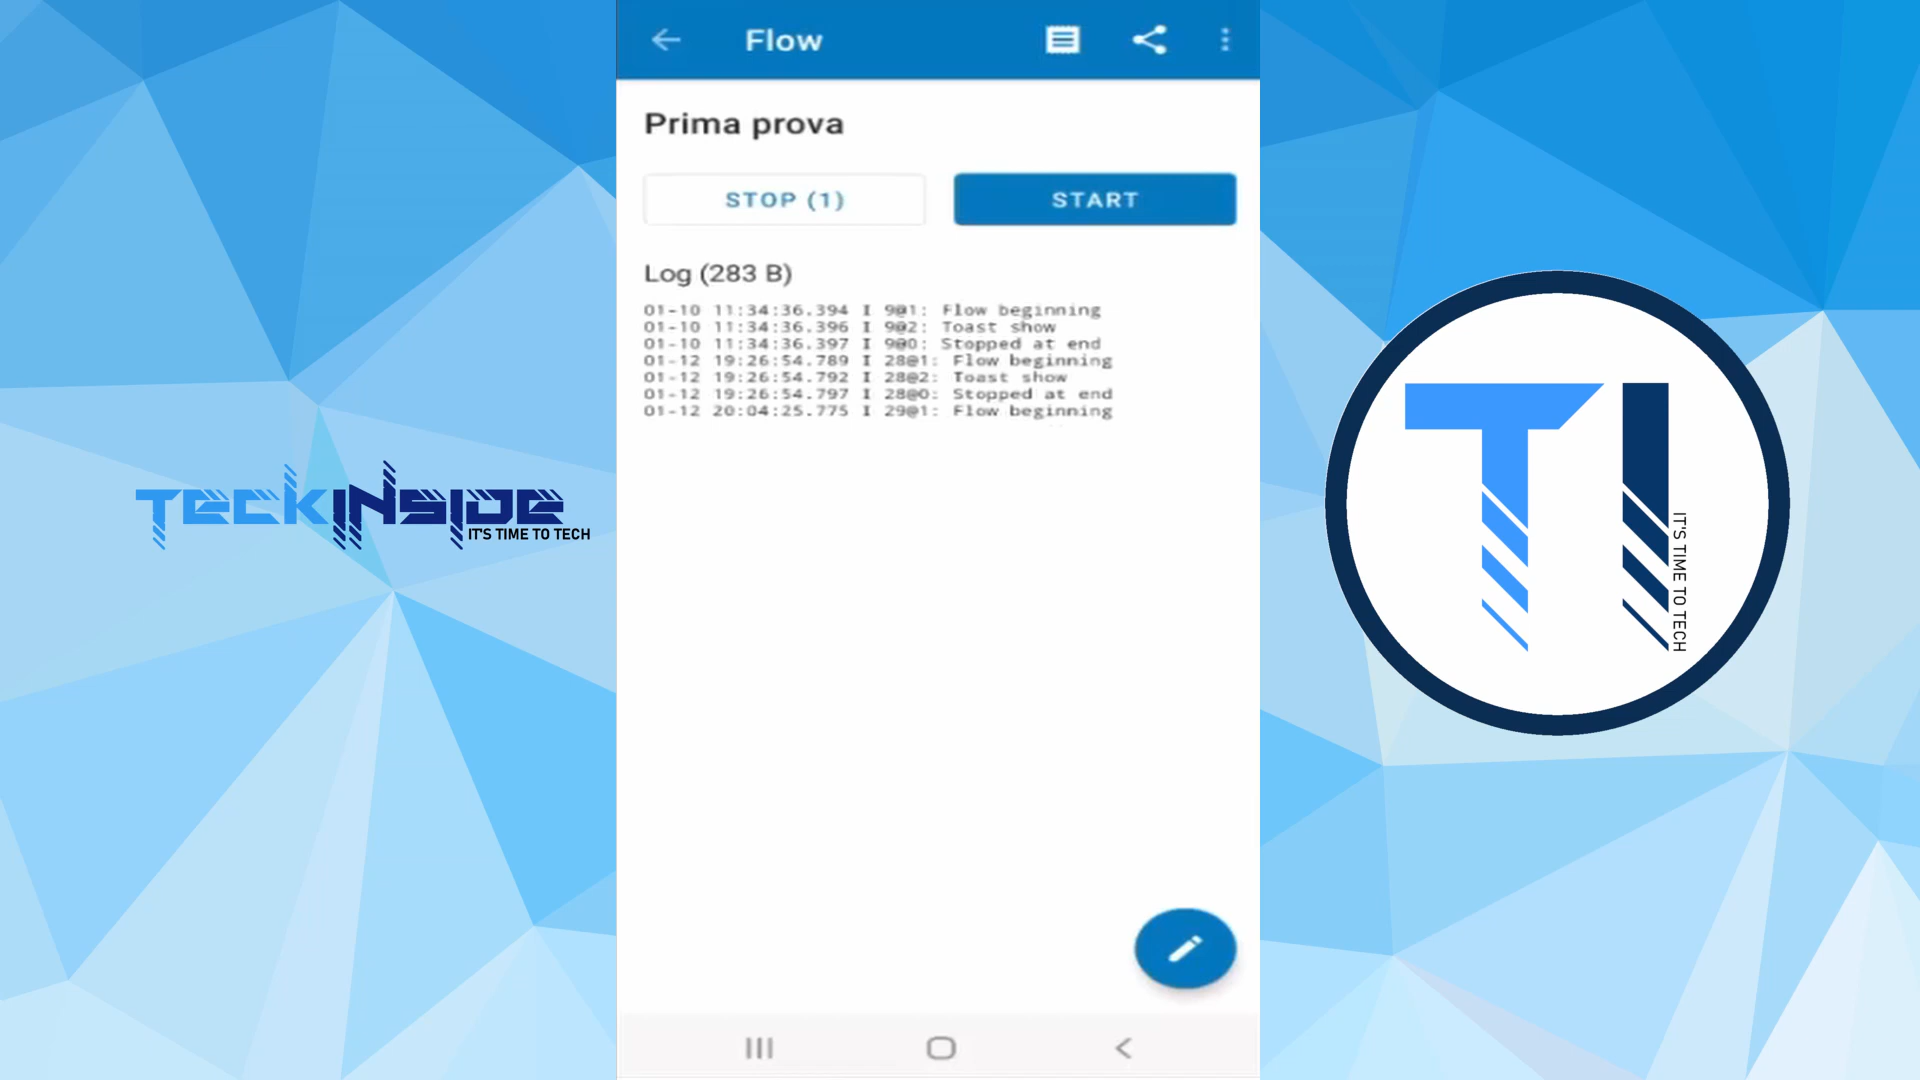 Flow
Prima prova
STOP (1)
START
Log (283 B)
01-10 11:34:36.394 I 9@1: Flow beginning
01-10 11:34:36.396 I 9@2: Toast show
01-10 11:34:36.397 I 9@0: Stopped at end
01-12 19:26:54.789 I 28@1: Flow beginning
01-12 19:26:54.792 I 28@2: Toast show
01-12 19:26:54.797 I 28@0: Stopped at end
01-12 20:04:25.775 I 29@1: Flow beginning
TECKINSIDE
IT'S TIME TO TECH
TI
IT'S TIME TO TECH